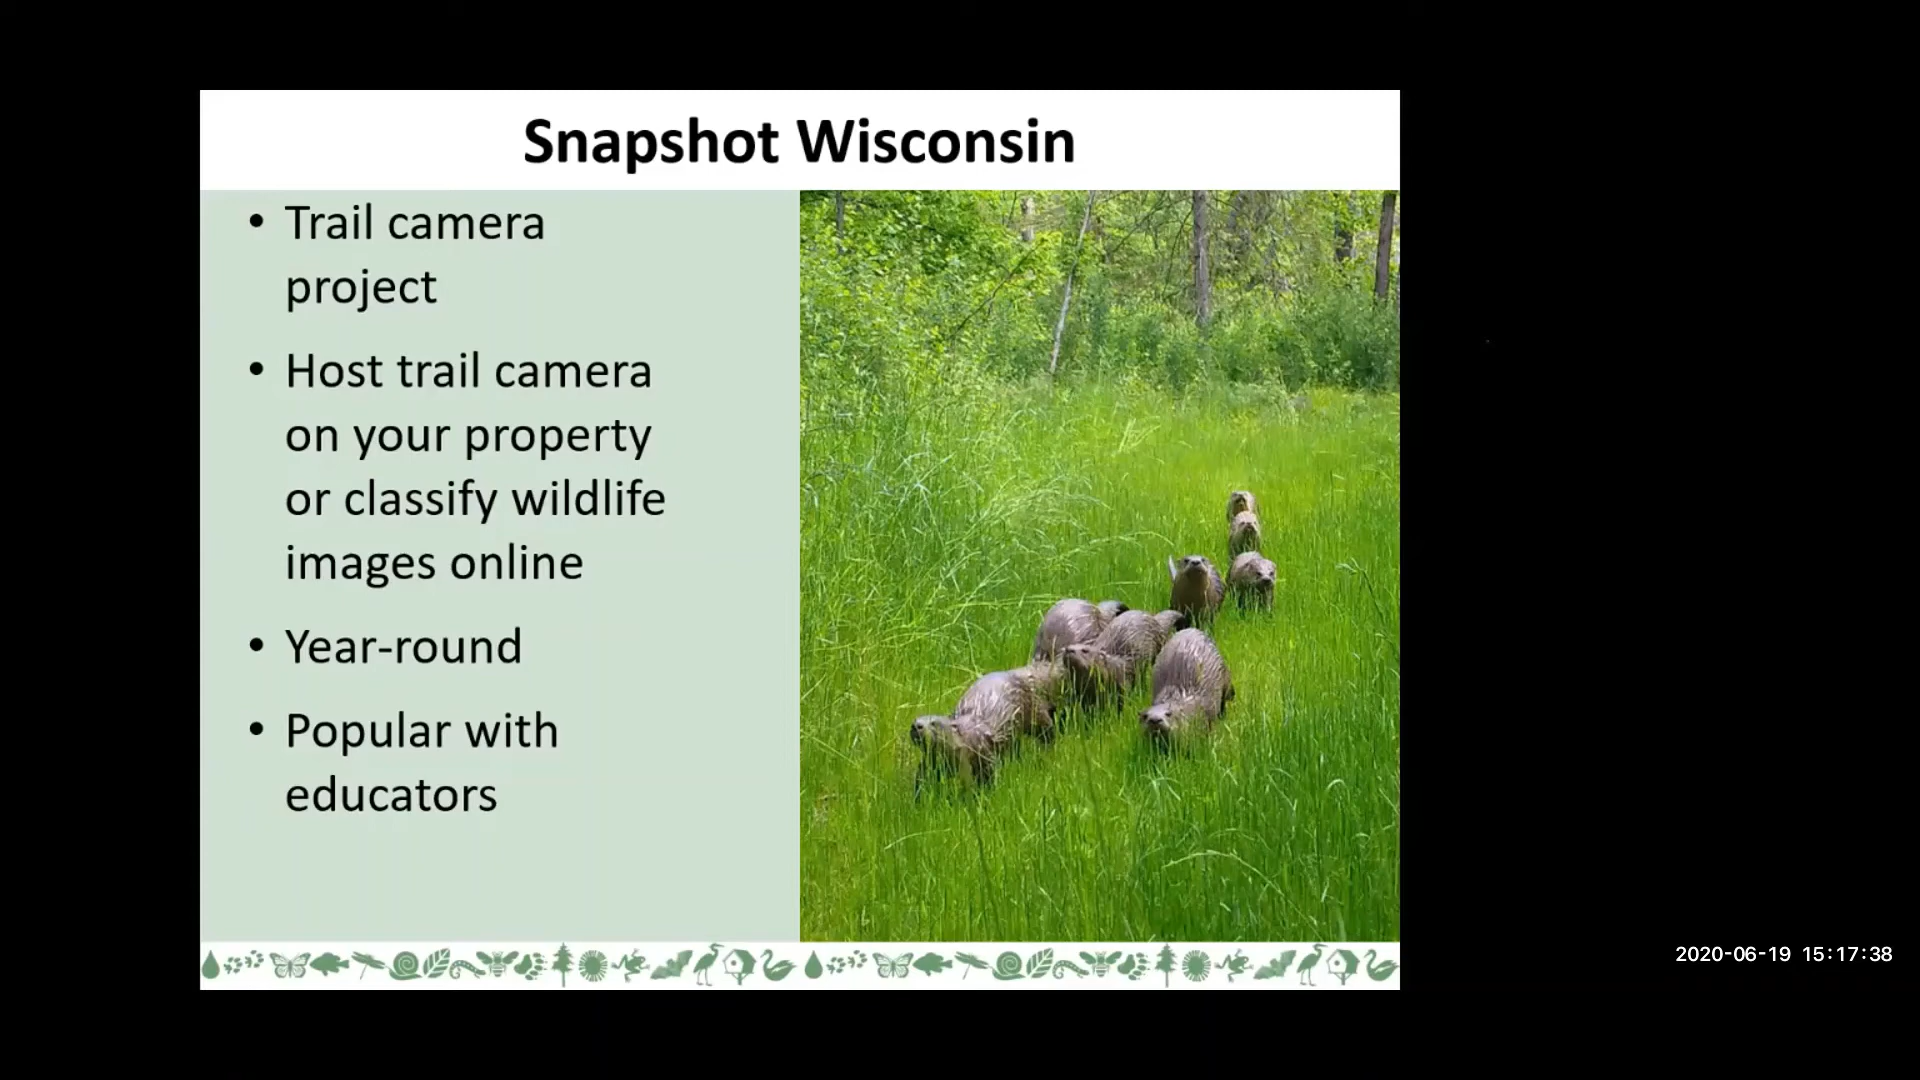 Snapshot Wisconsin
• Trail camera
project
• Host trail camera
on your property
or classify wildlife
images online
• Year-round
• Popular with
educators
2020-06-19 15:17:38